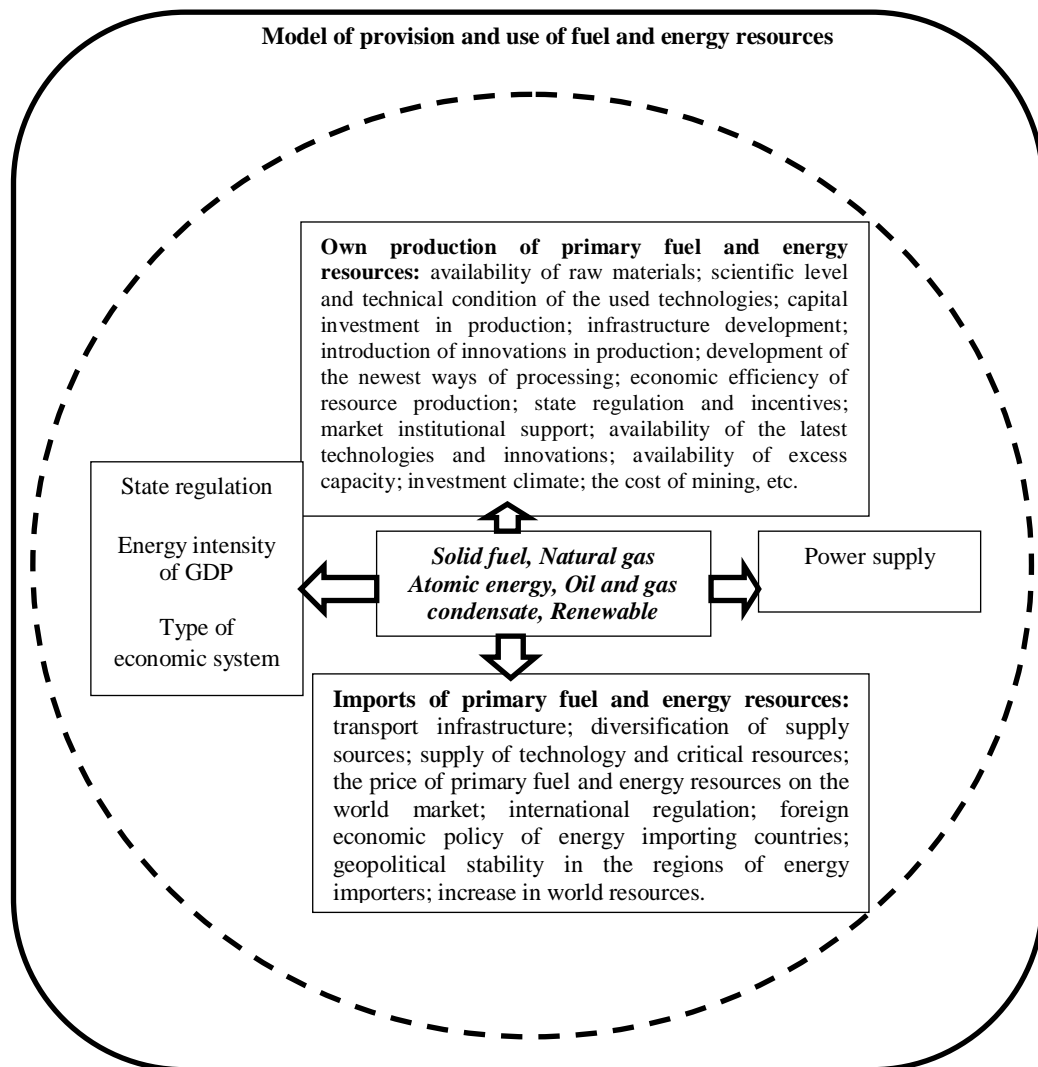 Model of provision and use of fuel and energy resources
Own production of primary fuel and energy
resources: availability of raw materials; scientific level
and technical condition of the used technologies; capital
investment in production; infrastructure development;
introduction of innovations in production; development of
the newest ways of processing; economic efficiency of
resource production; state regulation and incentives;
market institutional support; availability of the latest
technologies and innovations; availability of excess
capacity; investment climate; the cost of mining, etc.
State regulation
Energy intensity
of GDP
Type of
economic system
Solid fuel, Natural gas
Atomic energy, Oil and gas
condensate, Renewable
Power supply
Imports of primary fuel and energy resources:
transport infrastructure; diversification of supply
sources; supply of technology and critical resources;
the price of primary fuel and energy resources on the
world market; international regulation; foreign
economic policy of energy importing countries;
geopolitical stability in the regions of energy
importers; increase in world resources.